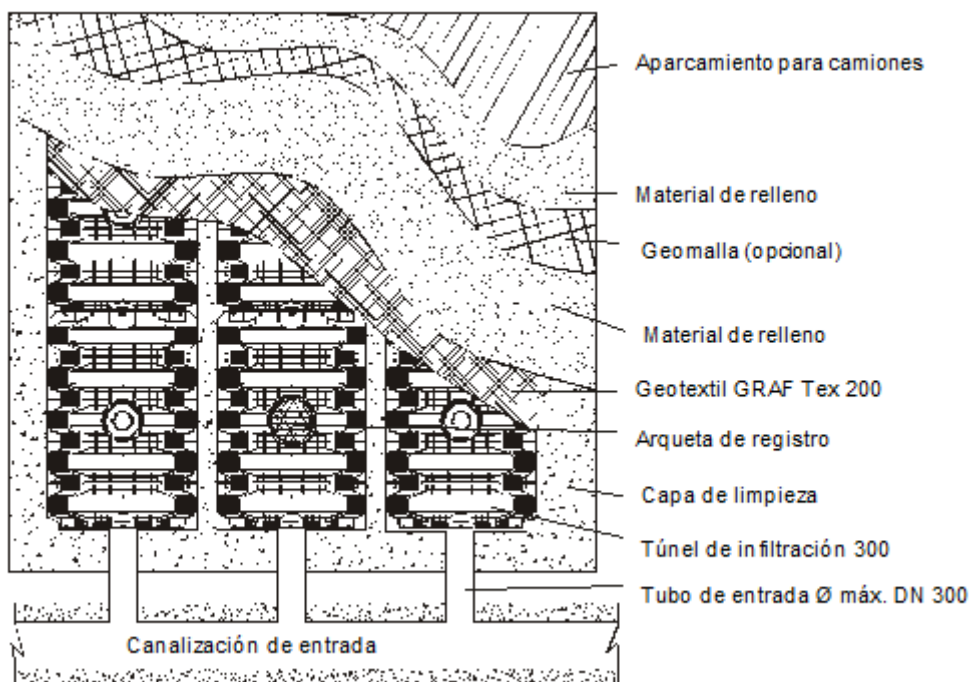 Aparcamiento para camiones
Material de relleno
Geomalla (opcional)
Material de relleno
Geotextil GRAF Tex 200
Arqueta de registro
Capa de limpieza
Túnel de infiltración 300
Tubo de entrada Ø máx. DN 300
Canalización de entrada